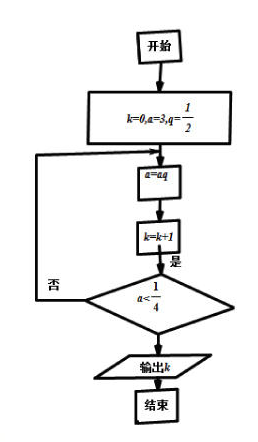 开始
k=0,a=3,q=1/2
a=aq
k=k+1
是
否
a<1/4
输出k
结束